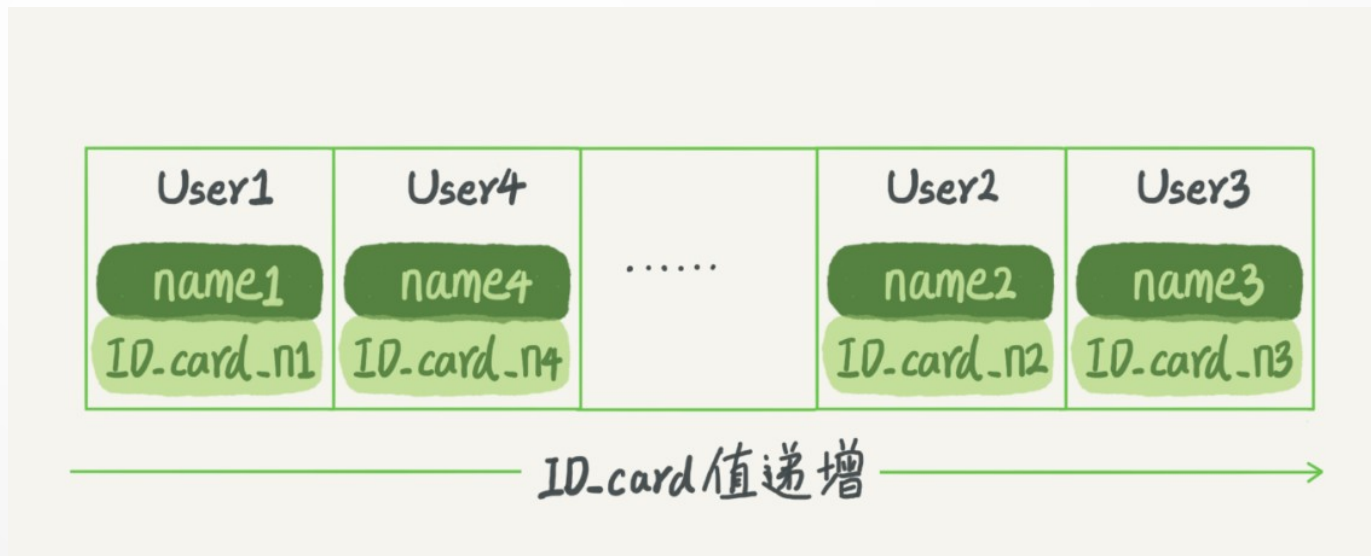 User1 User4 User2 User3
name1 name4 ...... name2 name3
ID_card_n1 ID_card_n4 ID_card_n2 ID_card_n3
ID_card值递增